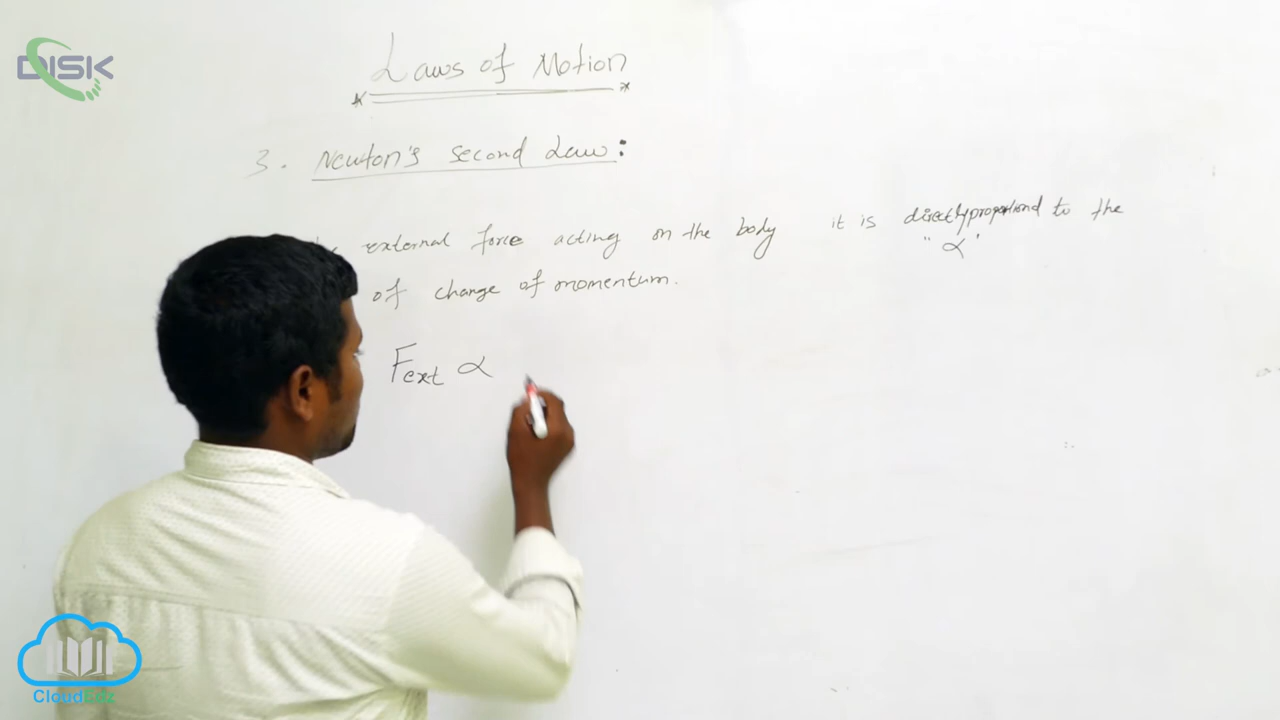 DISK
Laws of Motion
3. Newton's second Law:
external force acting on the body it is directly proportional to the
"α"
of change of momentum.
Fext α
CloudEdz